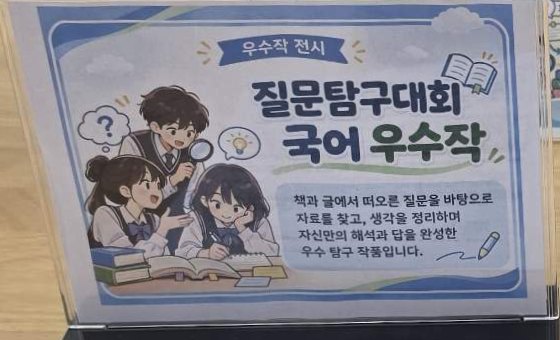 우수작 전시
질문탐구대회
국어 우수작
?
책과 글에서 떠오른 질문을 바탕으로
자료를 찾고, 생각을 정리하며
자신만의 해석과 답을 완성한
우수 탐구 작품입니다.